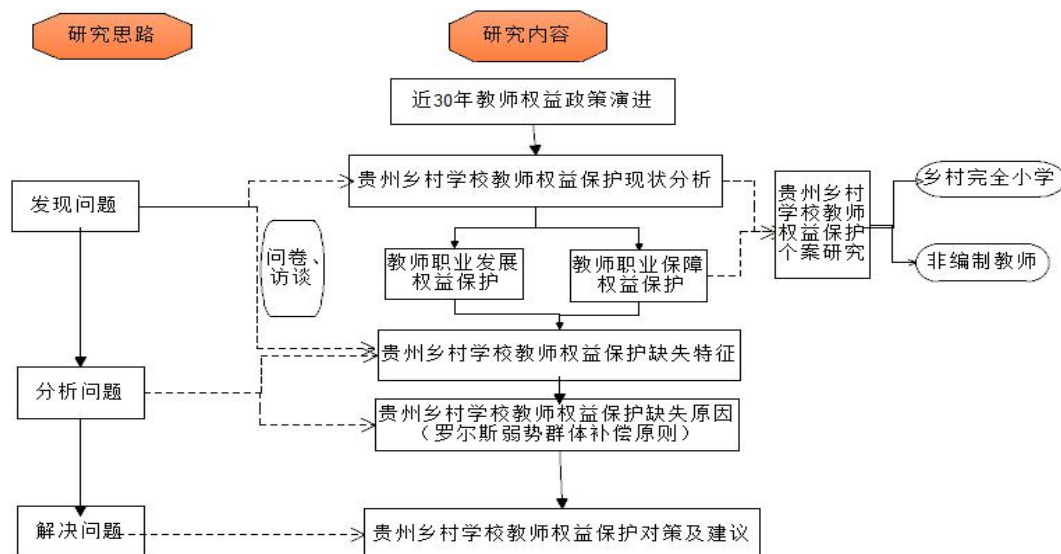 研究思路
研究内容
近30年教师权益政策演进
贵州乡村学校教师权益保护现状分析
发现问题
贵州乡村
学校教师
权益保护
个案研究
乡村完全小学
非编制教师
问卷、
访谈
教师职业发展
权益保护
教师职业保障
权益保护
贵州乡村学校教师权益保护缺失特征
分析问题
贵州乡村学校教师权益保护缺失原因
（罗尔斯弱势群体补偿原则）
解决问题
贵州乡村学校教师权益保护对策及建议